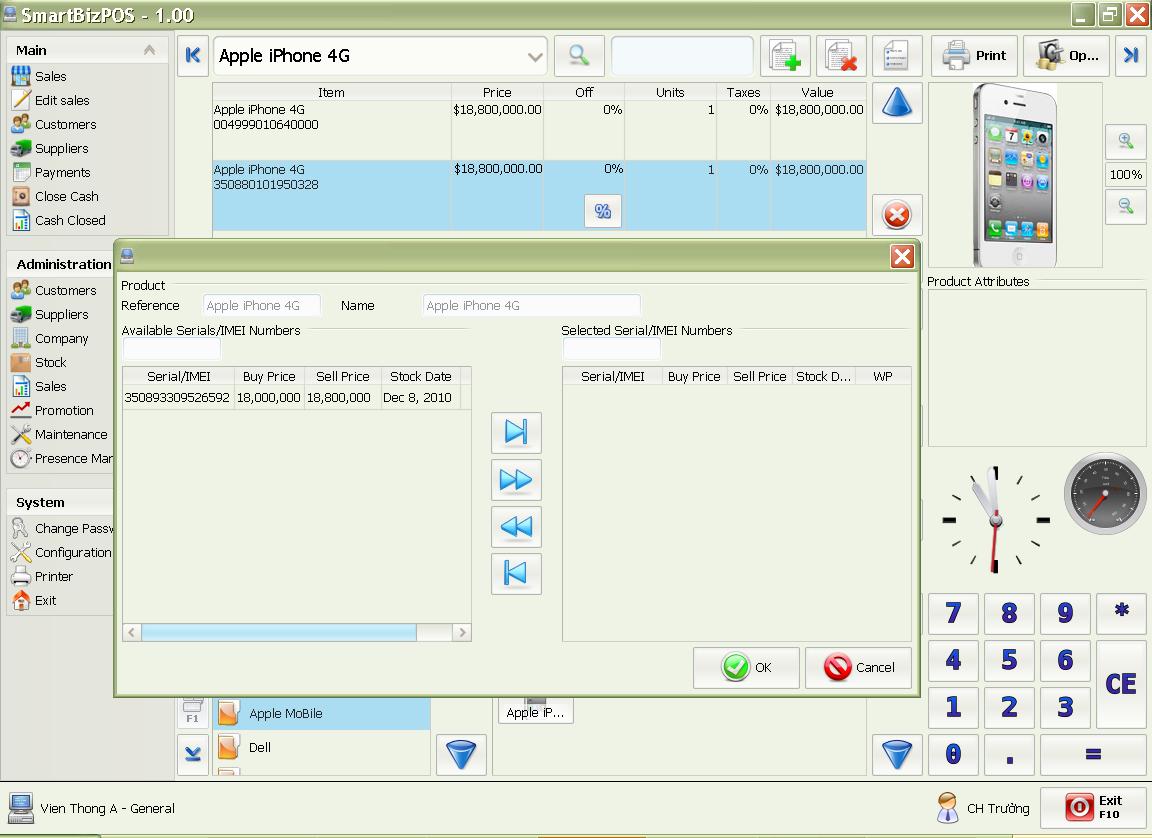 SmartBizPOS - 1.00
Main
Sales
Edit sales
Customers
Suppliers
Payments
Close Cash
Cash Closed
Administration
Customers
Suppliers
Company
Stock
Sales
Promotion
Maintenance
Presence Mar
System
Change Passw
Configuration
Printer
Exit
Apple iPhone 4G
Print
Op...
Item Price Off Units Taxes Value
Apple iPhone 4G $18,800,000.00 0% 1 0% $18,800,000.00
004999010640000
Apple iPhone 4G $18,800,000.00 0% 1 0% $18,800,000.00
350880101950328
%
100%
Product Attributes
Product
Reference Apple iPhone 4G Name Apple iPhone 4G
Available Serials/IMEI Numbers
Serial/IMEI Buy Price Sell Price Stock Date
350893309526592 18,000,000 18,800,000 Dec 8, 2010
Selected Serial/IMEI Numbers
Serial/IMEI Buy Price Sell Price Stock D... WP
OK
Cancel
F1
Apple MoBile
Dell
Apple iP...
7 8 9 *
4 5 6 CE
1 2 3
0 . =
Vien Thong A - General
CH Trưởng
Exit
F10